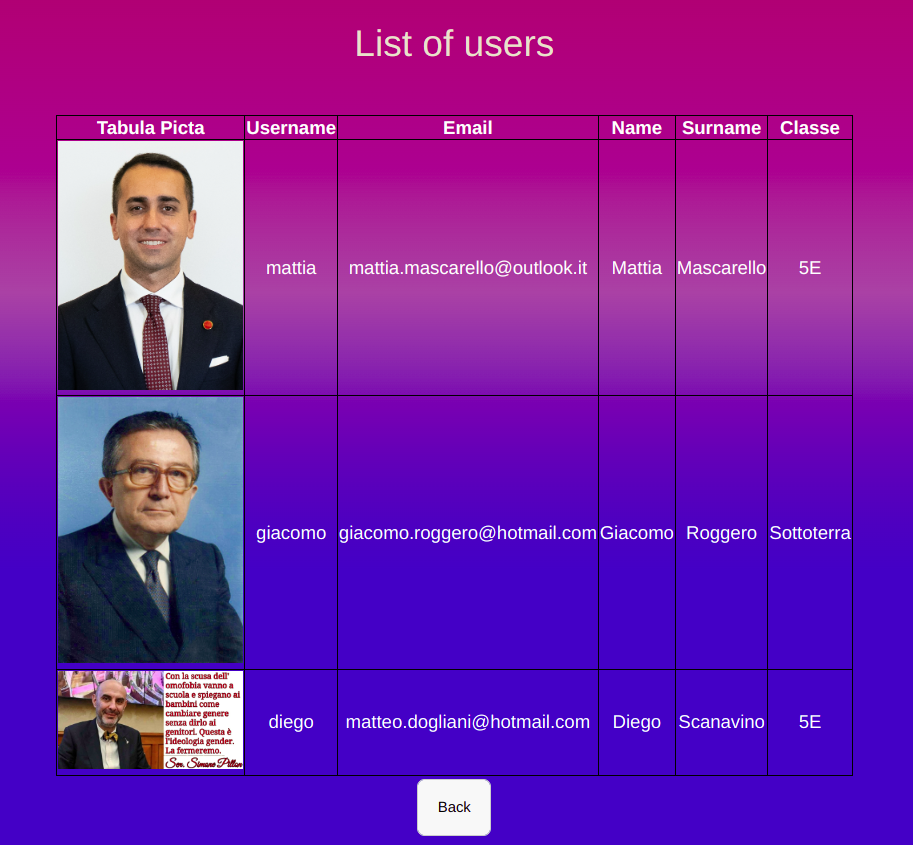 List of users
Tabula Picta Username Email Name Surname Classe
mattia mattia.mascarello@outlook.it Mattia Mascarello 5E
giacomo giacomo.roggero@hotmail.com Giacomo Roggero Sottoterra
Con la scusa dell'
omofobia vanno a
scuola e spiegano ai
bambini come
cambiare genere
senza dirlo ai
genitori. Questa è
l'ideologia gender.
La fermeremo.
Sen. Simone Pillon
diego matteo.dogliani@hotmail.com Diego Scanavino 5E
Back